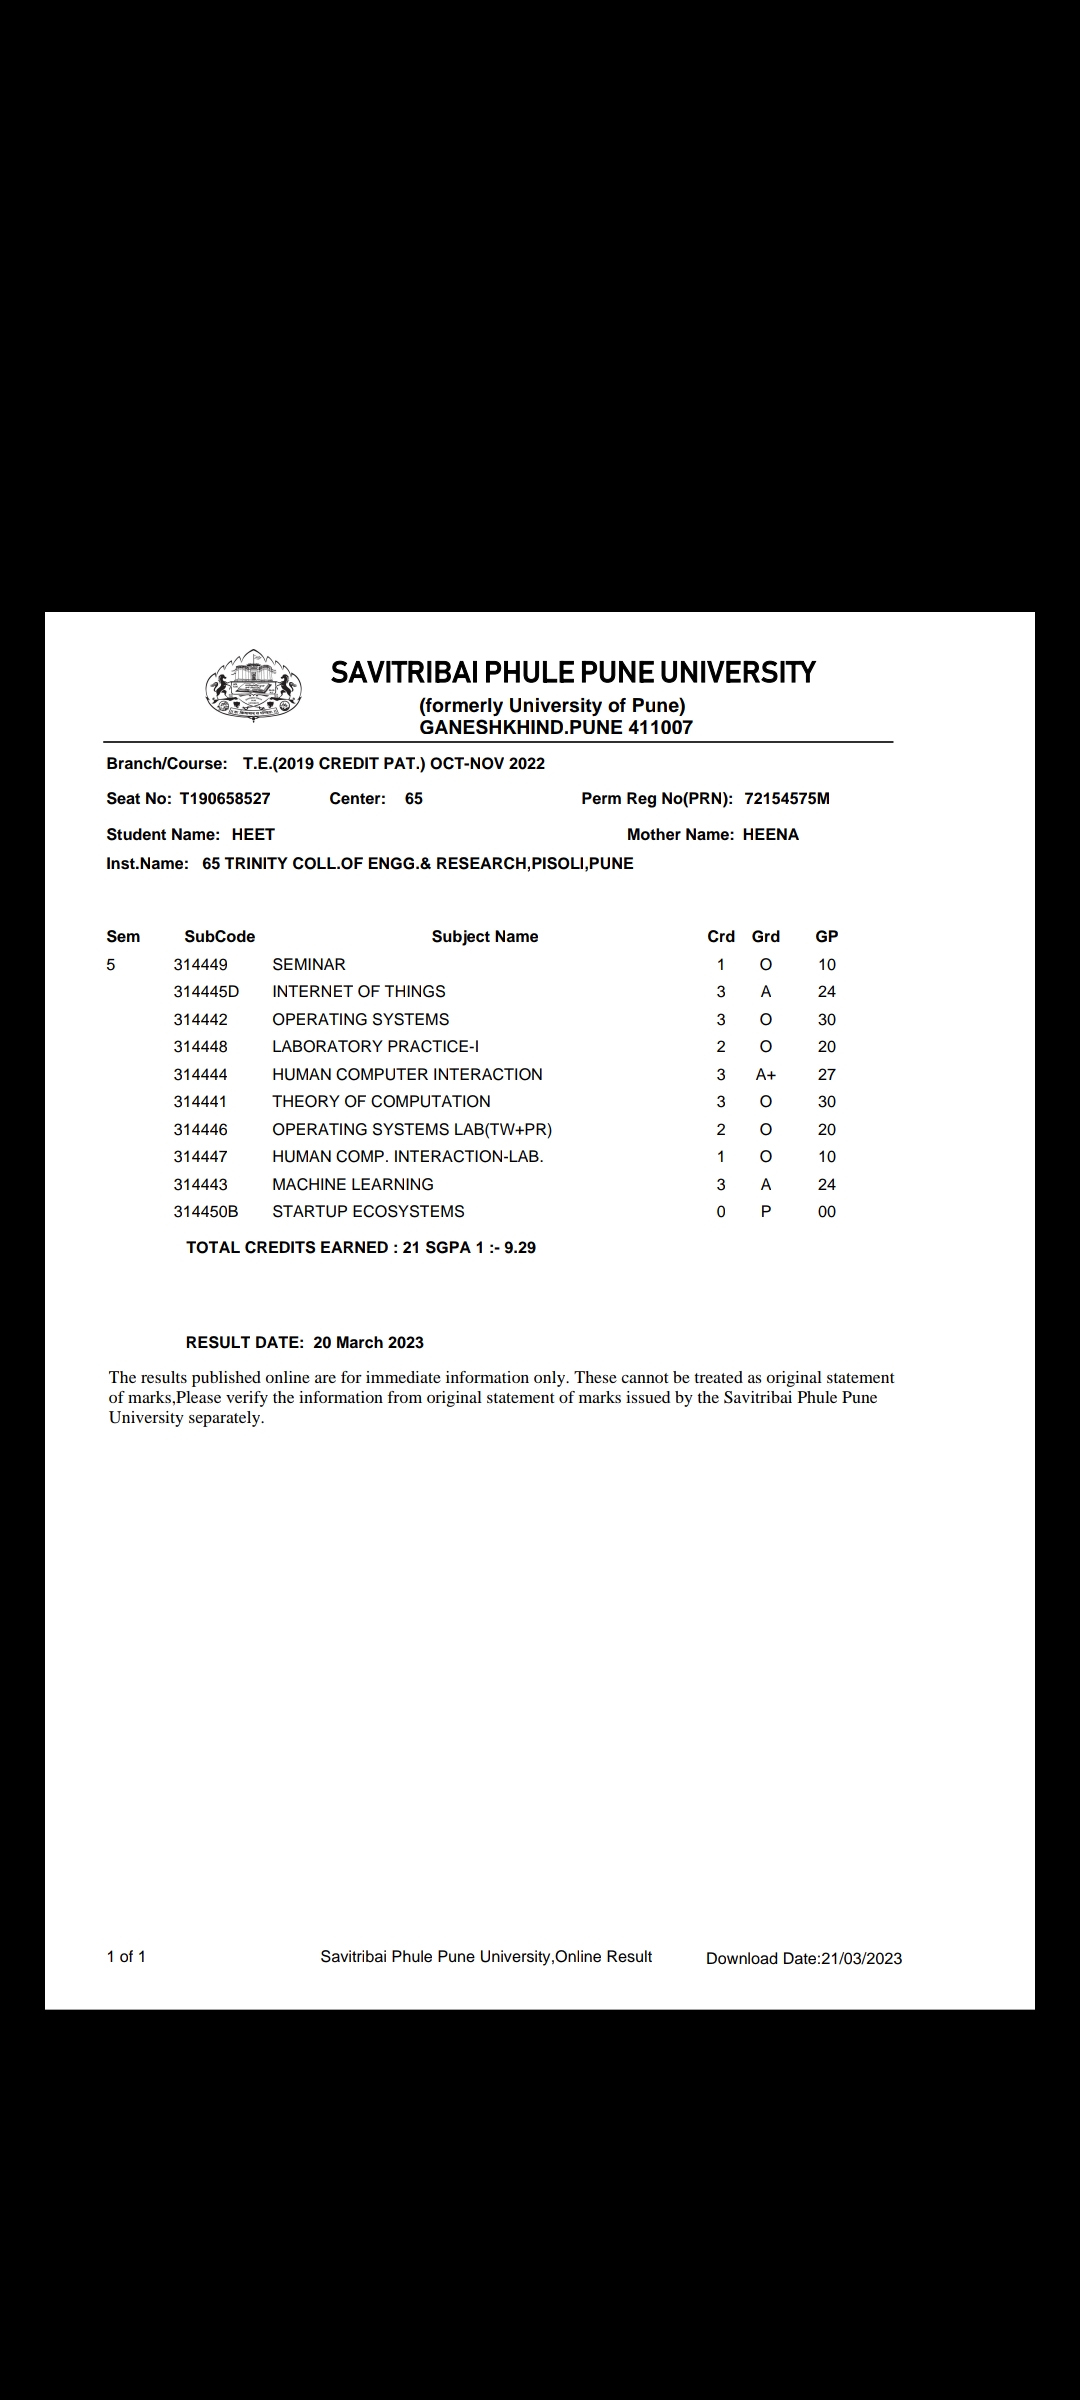 SAVITRIBAI PHULE PUNE UNIVERSITY
(formerly University of Pune)
GANESHKHIND.PUNE 411007
Branch/Course: T.E.(2019 CREDIT PAT.) OCT-NOV 2022
Seat No: T190658527 Center: 65 Perm Reg No(PRN): 72154575M
Student Name: HEET Mother Name: HEENA
Inst.Name: 65 TRINITY COLL.OF ENGG.& RESEARCH,PISOLI,PUNE
Sem SubCode Subject Name Crd Grd GP
5 314449 SEMINAR 1 O 10
314445D INTERNET OF THINGS 3 A 24
314442 OPERATING SYSTEMS 3 O 30
314448 LABORATORY PRACTICE-I 2 O 20
314444 HUMAN COMPUTER INTERACTION 3 A+ 27
314441 THEORY OF COMPUTATION 3 O 30
314446 OPERATING SYSTEMS LAB(TW+PR) 2 O 20
314447 HUMAN COMP. INTERACTION-LAB. 1 O 10
314443 MACHINE LEARNING 3 A 24
314450B STARTUP ECOSYSTEMS 0 P 00
TOTAL CREDITS EARNED : 21 SGPA 1 :- 9.29
RESULT DATE: 20 March 2023
The results published online are for immediate information only. These cannot be treated as original statement
of marks,Please verify the information from original statement of marks issued by the Savitribai Phule Pune
University separately.
1 of 1 Savitribai Phule Pune University,Online Result Download Date:21/03/2023